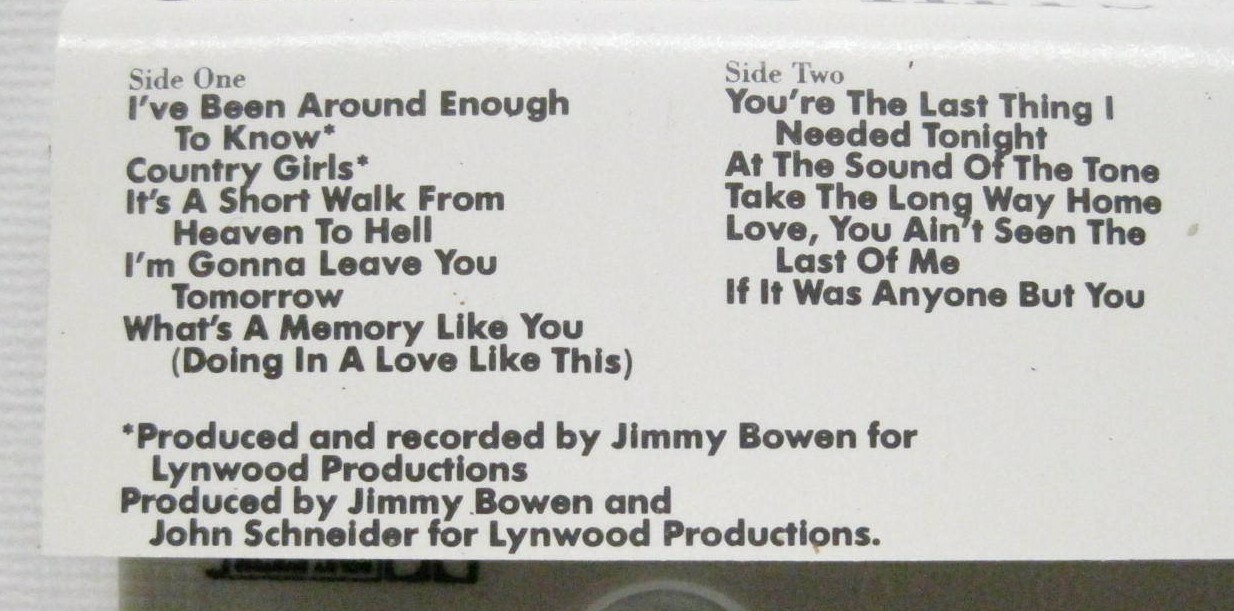 Side One
I've Been Around Enough
To Know*
Country Girls*
It's A Short Walk From
Heaven To Hell
I'm Gonna Leave You
Tomorrow
What's A Memory Like You
(Doing In A Love Like This)
Side Two
You're The Last Thing I
Needed Tonight
At The Sound Of The Tone
Take The Long Way Home
Love, You Ain't Seen The
Last Of Me
If It Was Anyone But You
*Produced and recorded by Jimmy Bowen for
Lynwood Productions
Produced by Jimmy Bowen and
John Schneider for Lynwood Productions.